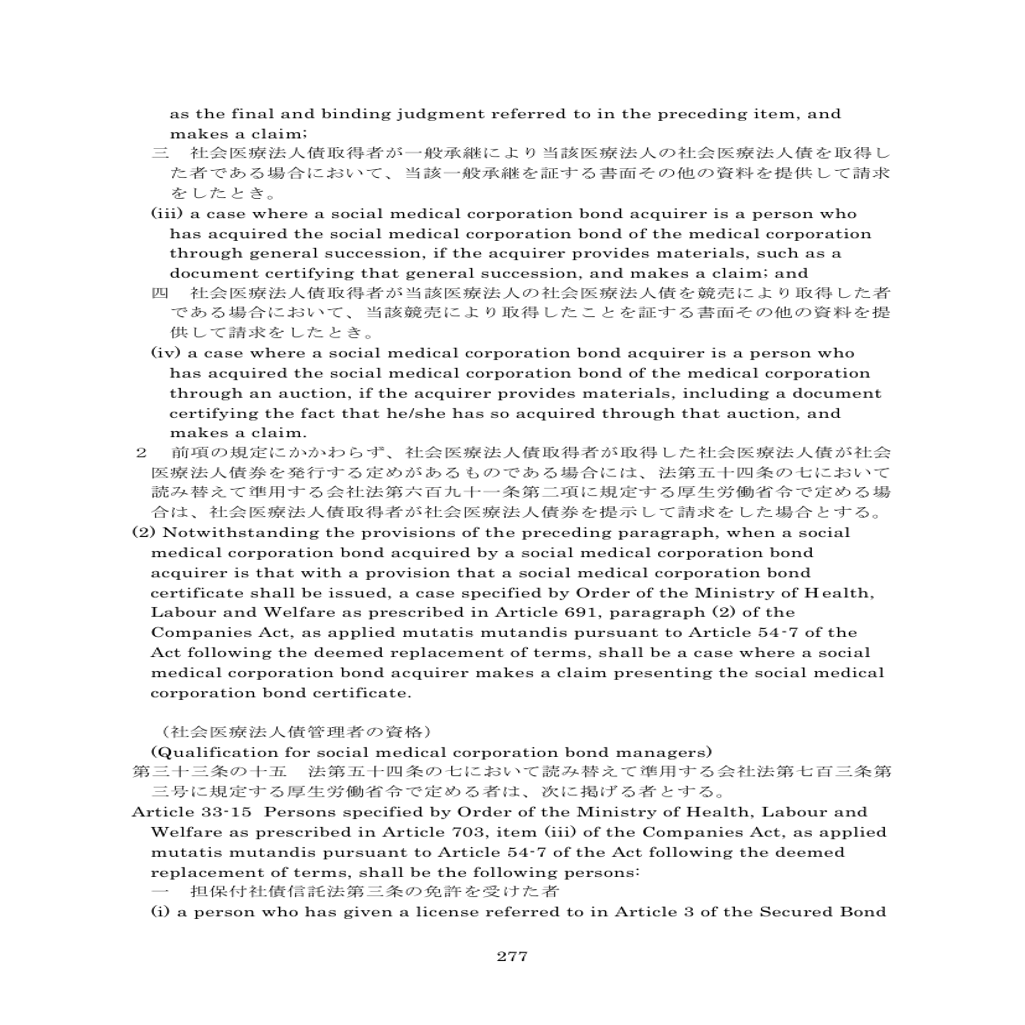 as the final and binding judgment referred to in the preceding item, and
makes a claim;
三　社会医療法人債取得者が一般承継により当該医療法人の社会医療法人債を取得し
た者である場合において、当該一般承継を証する書面その他の資料を提供して請求
をしたとき。
(iii) a case where a social medical corporation bond acquirer is a person who
has acquired the social medical corporation bond of the medical corporation
through general succession, if the acquirer provides materials, such as a
document certifying that general succession, and makes a claim; and
四　社会医療法人債取得者が当該医療法人の社会医療法人債を競売により取得した者
である場合において、当該競売により取得したことを証する書面その他の資料を提
供して請求をしたとき。
(iv) a case where a social medical corporation bond acquirer is a person who
has acquired the social medical corporation bond of the medical corporation
through an auction, if the acquirer provides materials, including a document
certifying the fact that he/she has so acquired through that auction, and
makes a claim.
２　前項の規定にかかわらず、社会医療法人債取得者が取得した社会医療法人債が社会
医療法人債券を発行する定めがあるものである場合には、法第五十四条の七において
読み替えて準用する会社法第六百九十一条第二項に規定する厚生労働省令で定める場
合は、社会医療法人債取得者が社会医療法人債券を提示して請求をした場合とする。
(2) Notwithstanding the provisions of the preceding paragraph, when a social
medical corporation bond acquired by a social medical corporation bond
acquirer is that with a provision that a social medical corporation bond
certificate shall be issued, a case specified by Order of the Ministry of Health,
Labour and Welfare as prescribed in Article 691, paragraph (2) of the
Companies Act, as applied mutatis mutandis pursuant to Article 54-7 of the
Act following the deemed replacement of terms, shall be a case where a social
medical corporation bond acquirer makes a claim presenting the social medical
corporation bond certificate.
（社会医療法人債管理者の資格）
(Qualification for social medical corporation bond managers)
第三十三条の十五　法第五十四条の七において読み替えて準用する会社法第七百三条第
三号に規定する厚生労働省令で定める者は、次に掲げる者とする。
Article 33-15 Persons specified by Order of the Ministry of Health, Labour and
Welfare as prescribed in Article 703, item (iii) of the Companies Act, as applied
mutatis mutandis pursuant to Article 54-7 of the Act following the deemed
replacement of terms, shall be the following persons:
一　担保付社債信託法第三条の免許を受けた者
(i) a person who has given a license referred to in Article 3 of the Secured Bond
277